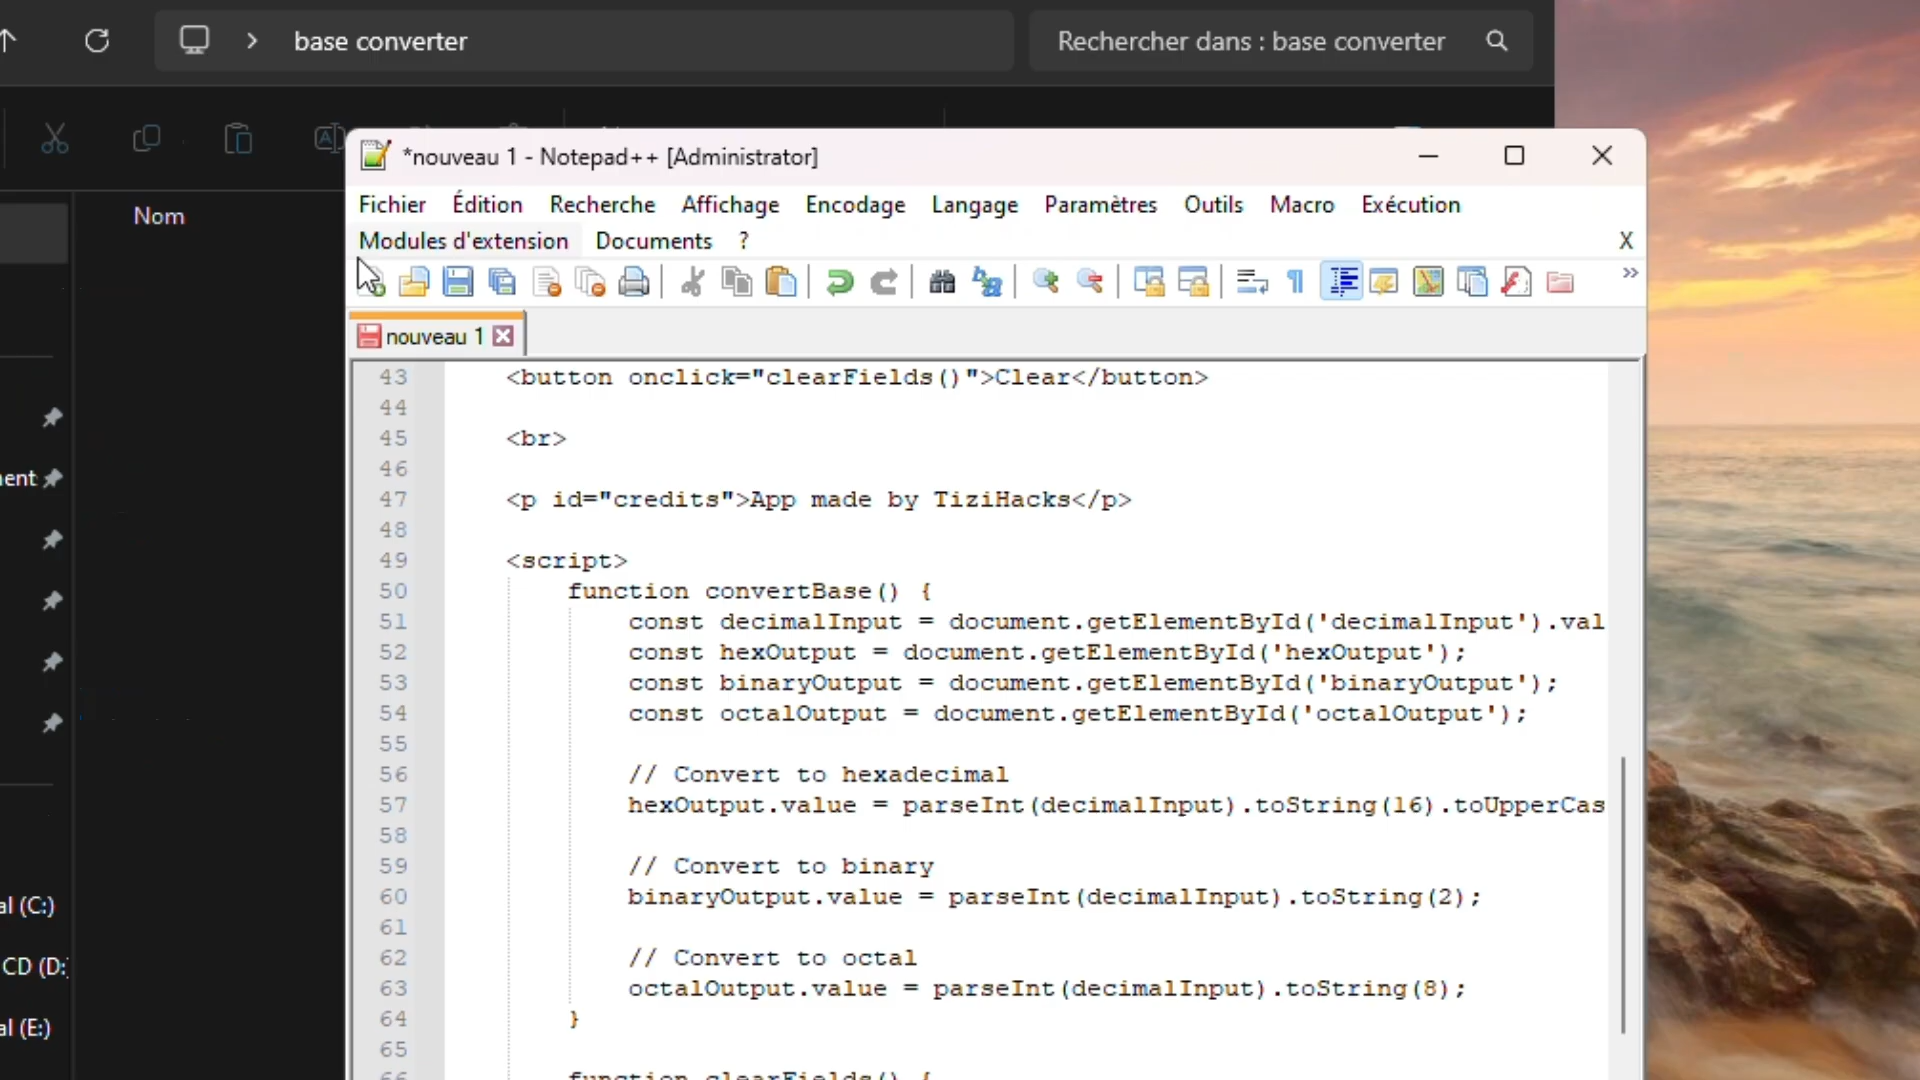 base converter
Rechercher dans : base converter
*nouveau 1 - Notepad++ [Administrator]
Nom
Fichier Édition Recherche Affichage Encodage Langage Paramètres Outils Macro Exécution
Modules d'extension Documents ? X
nouveau 1
43 <button onclick="clearFields()">Clear</button>
44
45 <br>
46
47 <p id="credits">App made by TiziHacks</p>
48
49 <script>
50 function convertBase() {
51 const decimalInput = document.getElementById('decimalInput').val
52 const hexOutput = document.getElementById('hexOutput');
53 const binaryOutput = document.getElementById('binaryOutput');
54 const octalOutput = document.getElementById('octalOutput');
55
56 // Convert to hexadecimal
57 hexOutput.value = parseInt(decimalInput).toString(16).toUpperCas
58
59 // Convert to binary
60 binaryOutput.value = parseInt(decimalInput).toString(2);
61
62 // Convert to octal
63 octalOutput.value = parseInt(decimalInput).toString(8);
64 }
65
66 function clearFields() {
ent
al (C:)
CD (D:)
al (E:)